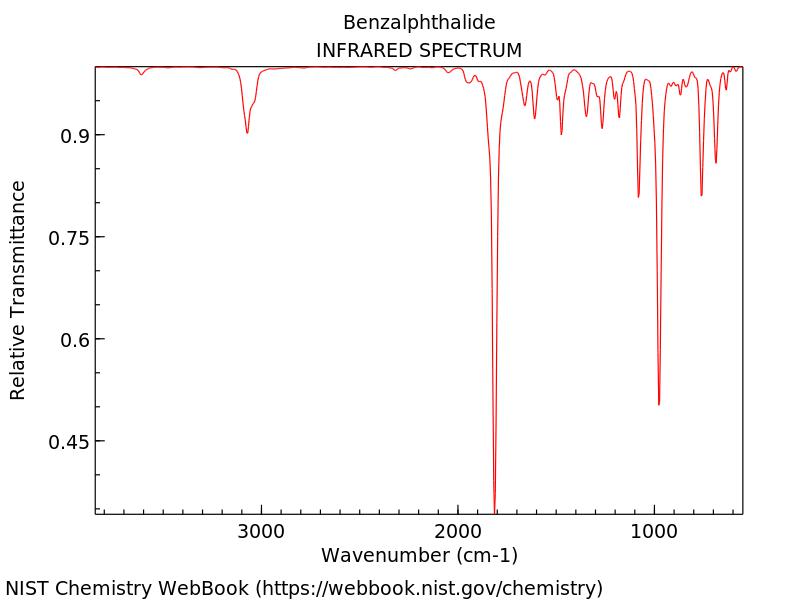 Benzalphthalide
INFRARED SPECTRUM
Relative Transmittance
0.9
0.75
0.6
0.45
3000 2000 1000
Wavenumber (cm-1)
NIST Chemistry WebBook (https://webbook.nist.gov/chemistry)